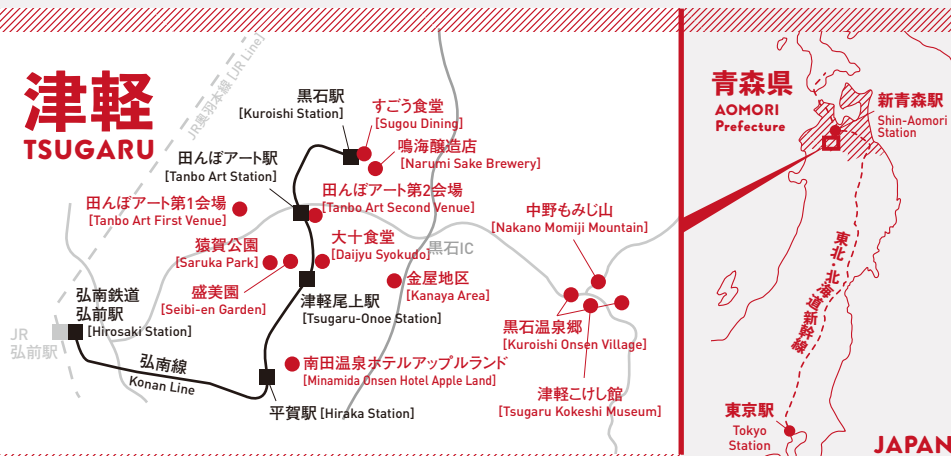 津軽
TSUGARU
JR奥羽本線 [JR Line]
黒石駅
[Kuroishi Station]
すごう食堂
[Sugou Dining]
鳴海醸造店
[Narumi Sake Brewery]
田んぼアート駅
[Tanbo Art Station]
田んぼアート第1会場
[Tanbo Art First Venue]
田んぼアート第2会場
[Tanbo Art Second Venue]
中野もみじ山
[Nakano Momiji Mountain]
猿賀公園
[Saruka Park]
大十食堂
[Daijyu Syokudo]
黒石IC
盛美園
[Seibi-en Garden]
金屋地区
[Kanaya Area]
津軽尾上駅
[Tsugaru-Onoe Station]
弘南鉄道
弘前駅
[Hirosaki Station]
JR
弘前駅
黒石温泉郷
[Kuroishi Onsen Village]
弘南線
Konan Line
南田温泉ホテルアップルランド
[Minamida Onsen Hotel Apple Land]
津軽こけし館
[Tsugaru Kokeshi Museum]
平賀駅 [Hiraka Station]
青森県
AOMORI
Prefecture
新青森駅
Shin-Aomori
Station
東北・北海道新幹線
東京駅
Tokyo
Station
JAPAN